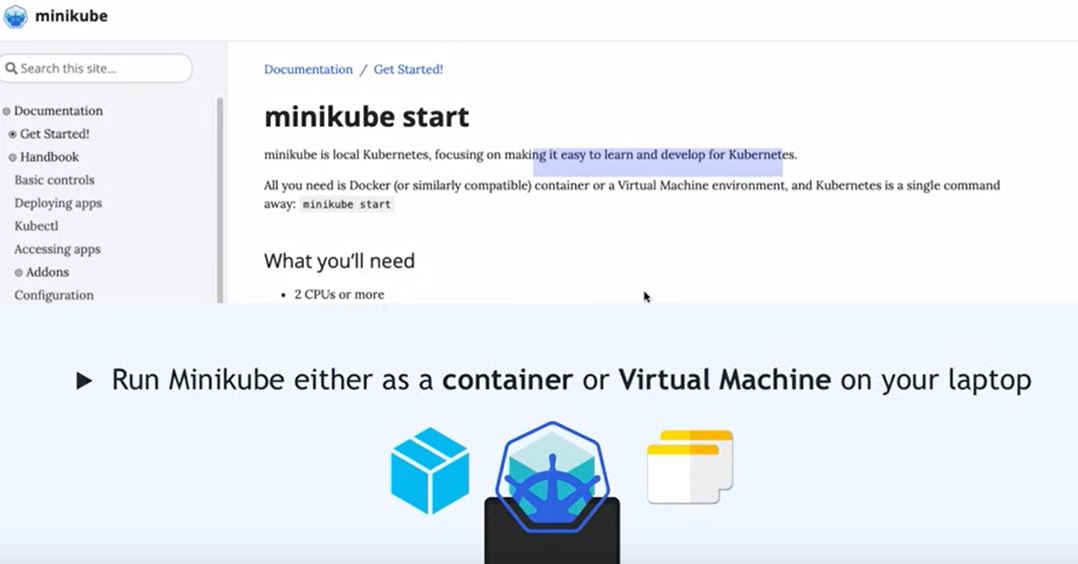 minikube
Search this site...
Documentation
Get Started!
Handbook
Basic controls
Deploying apps
Kubectl
Accessing apps
Addons
Configuration
Documentation / Get Started!
minikube start
minikube is local Kubernetes, focusing on making it easy to learn and develop for Kubernetes.
All you need is Docker (or similarly compatible) container or a Virtual Machine environment, and Kubernetes is a single command
away: minikube start
What you'll need
• 2 CPUs or more
Run Minikube either as a container or Virtual Machine on your laptop